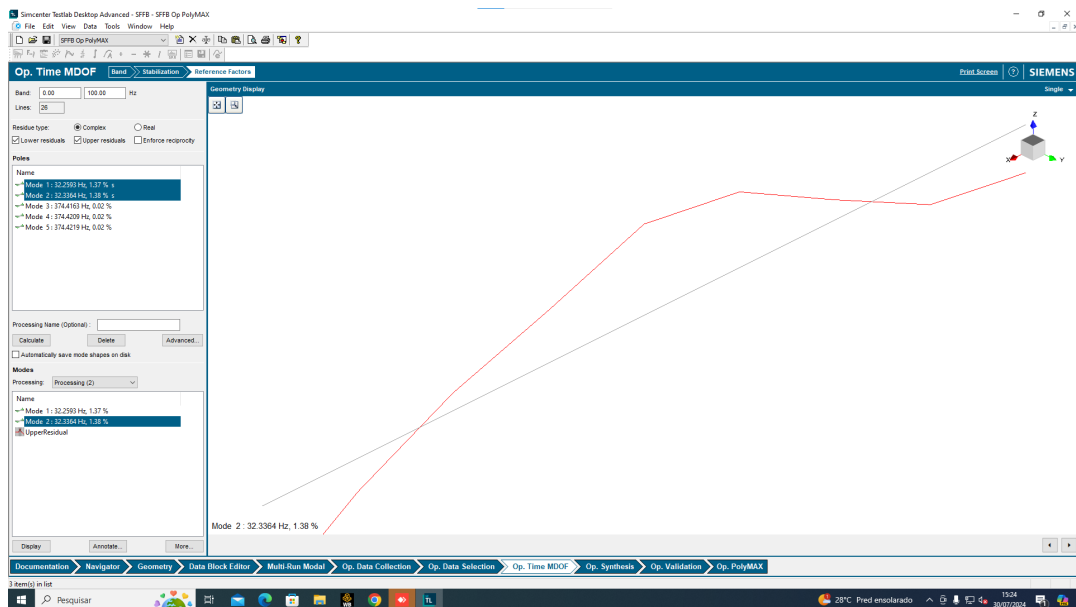 Simcenter Testlab Desktop Advanced - SFFB - SFFB Op PolyMAX
File Edit View Data Tools Window Help
SFFB Op PolyMAX
Op. Time MDOF Band Stabilization Reference Factors Print Screen ? SIEMENS
Band: 0.00 100.00 Hz
Lines: 26
Residue type: Complex Real
Lower residuals Upper residuals Enforce reciprocity
Poles
Name
Mode 1 : 32.2593 Hz, 1.37 % s
Mode 2 : 32.3364 Hz, 1.38 % s
Mode 3 : 374.4163 Hz, 0.02 %
Mode 4 : 374.4209 Hz, 0.02 %
Mode 5 : 374.4219 Hz, 0.02 %
Processing Name (Optional) :
Calculate Delete Advanced...
Automatically save mode shapes on disk
Modes
Processing: Processing (2)
Name
Mode 1 : 32.2593 Hz, 1.37 %
Mode 2 : 32.3364 Hz, 1.38 %
UpperResidual
Display Annotate... More...
Geometry Display Single
Z
X Y
Mode 2 : 32.3364 Hz, 1.38 %
Documentation Navigator Geometry Data Block Editor Multi-Run Modal Op. Data Collection Op. Data Selection Op. Time MDOF Op. Synthesis Op. Validation Op. PolyMAX
3 item(s) in list
Pesquisar WB TL 28°C Pred ensolarado 15:24
30/07/2024